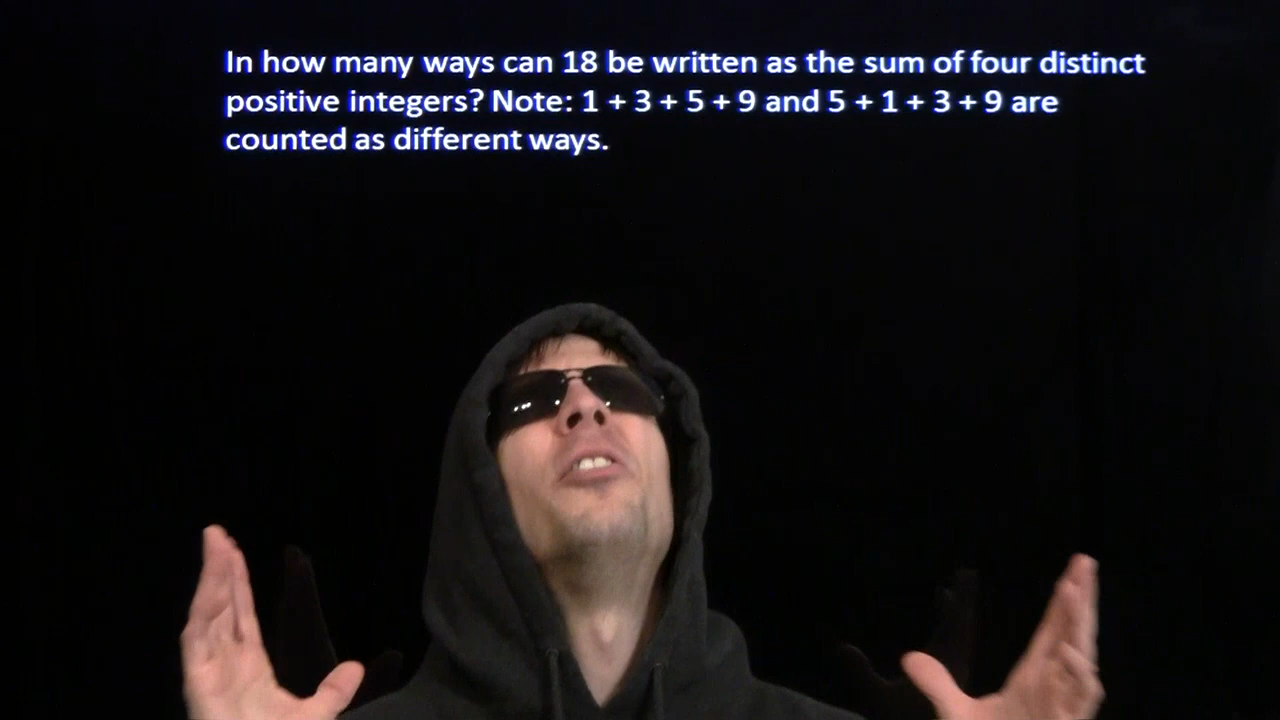 In how many ways can 18 be written as the sum of four distinct
positive integers? Note: 1 + 3 + 5 + 9 and 5 + 1 + 3 + 9 are
counted as different ways.